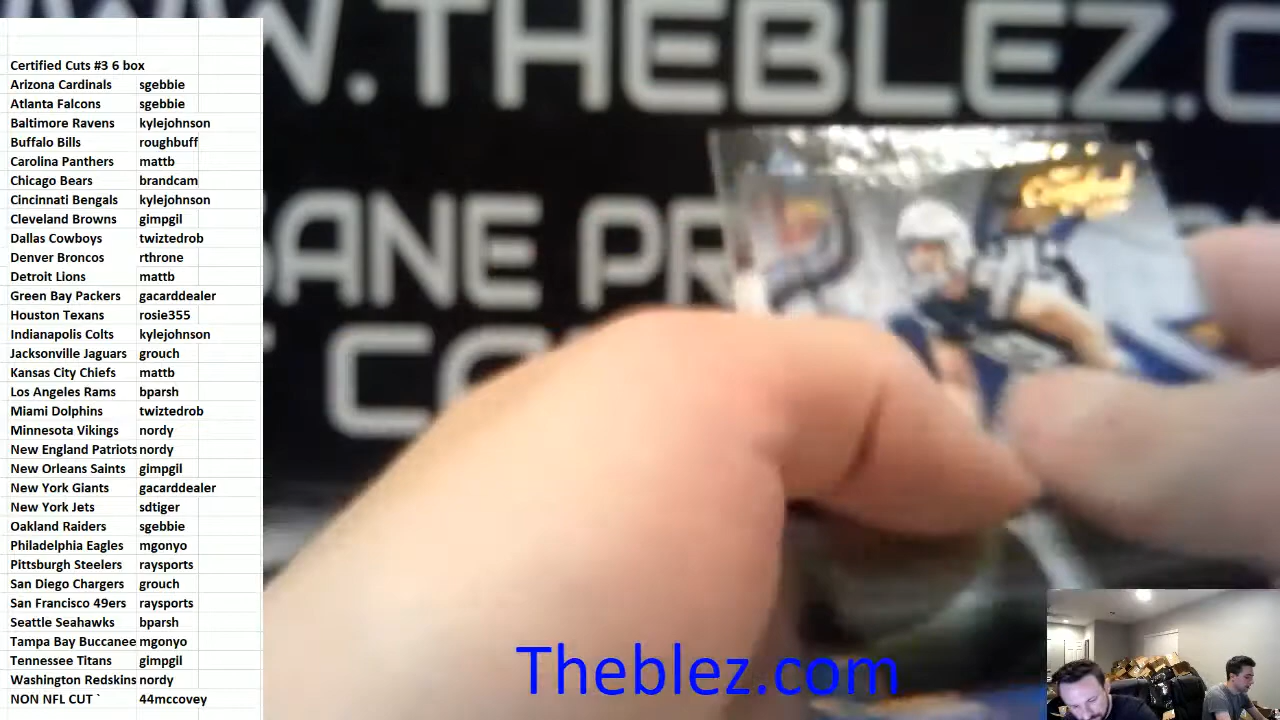 Certified Cuts #3 6 box
Arizona Cardinals sgebbie
Atlanta Falcons sgebbie
Baltimore Ravens kylejohnson
Buffalo Bills roughbuff
Carolina Panthers mattb
Chicago Bears brandcam
Cincinnati Bengals kylejohnson
Cleveland Browns gimpgil
Dallas Cowboys twiztedrob
Denver Broncos rthrone
Detroit Lions mattb
Green Bay Packers gacarddealer
Houston Texans rosie355
Indianapolis Colts kylejohnson
Jacksonville Jaguars grouch
Kansas City Chiefs mattb
Los Angeles Rams bparsh
Miami Dolphins twiztedrob
Minnesota Vikings nordy
New England Patriots nordy
New Orleans Saints gimpgil
New York Giants gacarddealer
New York Jets sdtiger
Oakland Raiders sgebbie
Philadelphia Eagles mgonyo
Pittsburgh Steelers raysports
San Diego Chargers grouch
San Francisco 49ers raysports
Seattle Seahawks bparsh
Tampa Bay Buccanee mgonyo
Tennessee Titans gimpgil
Washington Redskins nordy
NON NFL CUT ` 44mccovey
W.THEBLEZ.C
SANE PR
Theblez.com